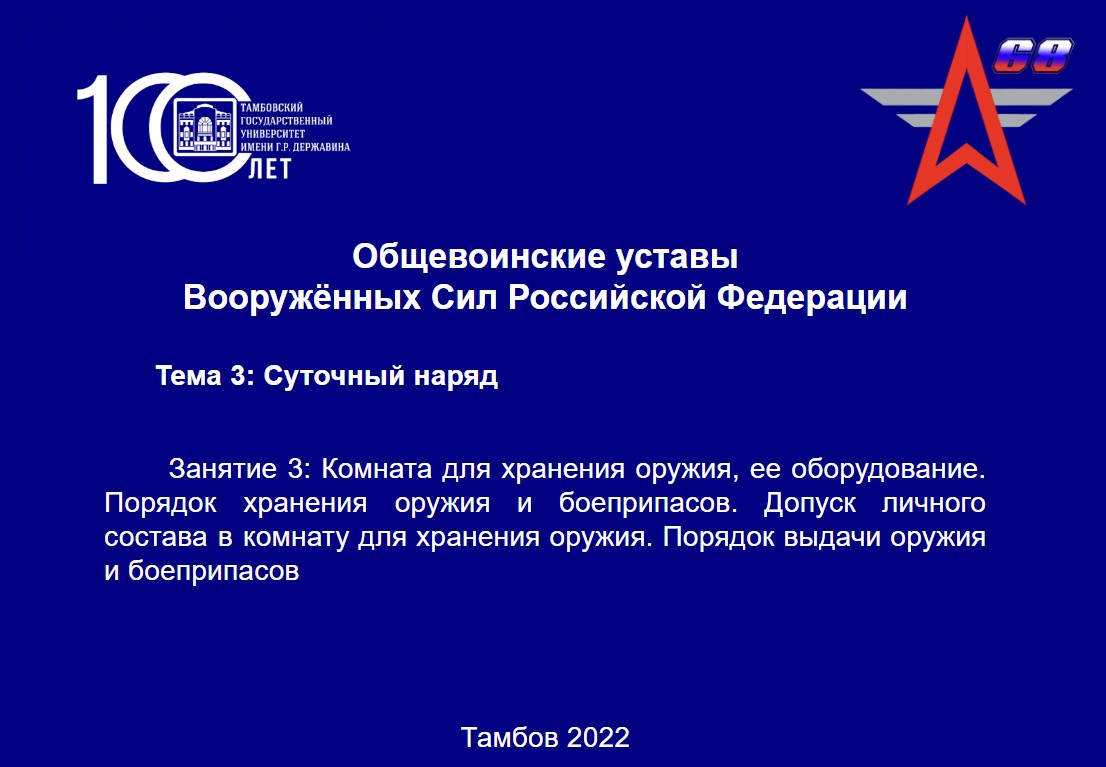 100
ТАМБОВСКИЙ
ГОСУДАРСТВЕННЫЙ
УНИВЕРСИТЕТ
ИМЕНИ Г.Р. ДЕРЖАВИНА
ЛЕТ
68
Общевоинские уставы
Вооружённых Сил Российской Федерации
Тема 3: Суточный наряд
Занятие 3: Комната для хранения оружия, ее оборудование.
Порядок хранения оружия и боеприпасов. Допуск личного
состава в комнату для хранения оружия. Порядок выдачи оружия
и боеприпасов
Тамбов 2022